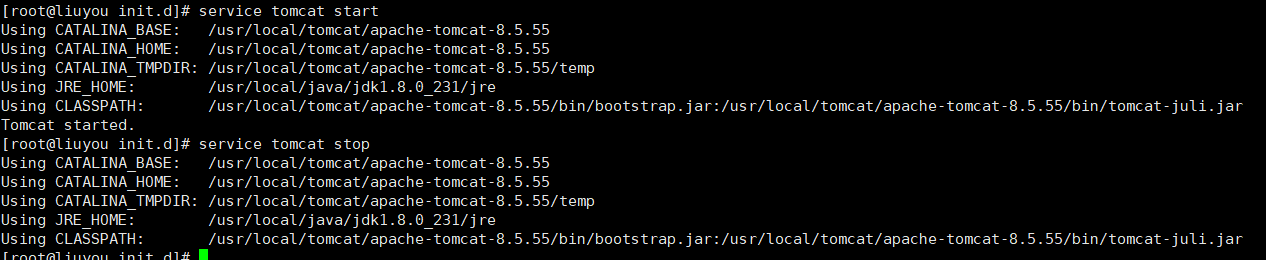 [root@liuyou init.d]# service tomcat start
Using CATALINA_BASE:   /usr/local/tomcat/apache-tomcat-8.5.55
Using CATALINA_HOME:   /usr/local/tomcat/apache-tomcat-8.5.55
Using CATALINA_TMPDIR: /usr/local/tomcat/apache-tomcat-8.5.55/temp
Using JRE_HOME:        /usr/local/java/jdk1.8.0_231/jre
Using CLASSPATH:       /usr/local/tomcat/apache-tomcat-8.5.55/bin/bootstrap.jar:/usr/local/tomcat/apache-tomcat-8.5.55/bin/tomcat-juli.jar
Tomcat started.
[root@liuyou init.d]# service tomcat stop
Using CATALINA_BASE:   /usr/local/tomcat/apache-tomcat-8.5.55
Using CATALINA_HOME:   /usr/local/tomcat/apache-tomcat-8.5.55
Using CATALINA_TMPDIR: /usr/local/tomcat/apache-tomcat-8.5.55/temp
Using JRE_HOME:        /usr/local/java/jdk1.8.0_231/jre
Using CLASSPATH:       /usr/local/tomcat/apache-tomcat-8.5.55/bin/bootstrap.jar:/usr/local/tomcat/apache-tomcat-8.5.55/bin/tomcat-juli.jar
[root@liuyou init.d]#